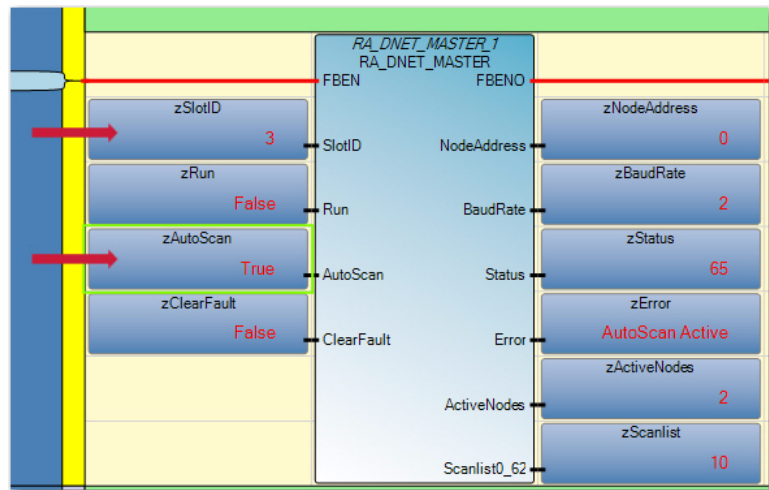 RA_DNET_MASTER_1
RA_DNET_MASTER
FBEN FBENO
zSlotID
3
SlotID
NodeAddress
zNodeAddress
0
zRun
False
Run
BaudRate
zBaudRate
2
zAutoScan
True
AutoScan
Status
zStatus
65
zClearFault
False
ClearFault
Error
zError
AutoScan Active
ActiveNodes
zActiveNodes
2
Scanlist0_62
zScanlist
10